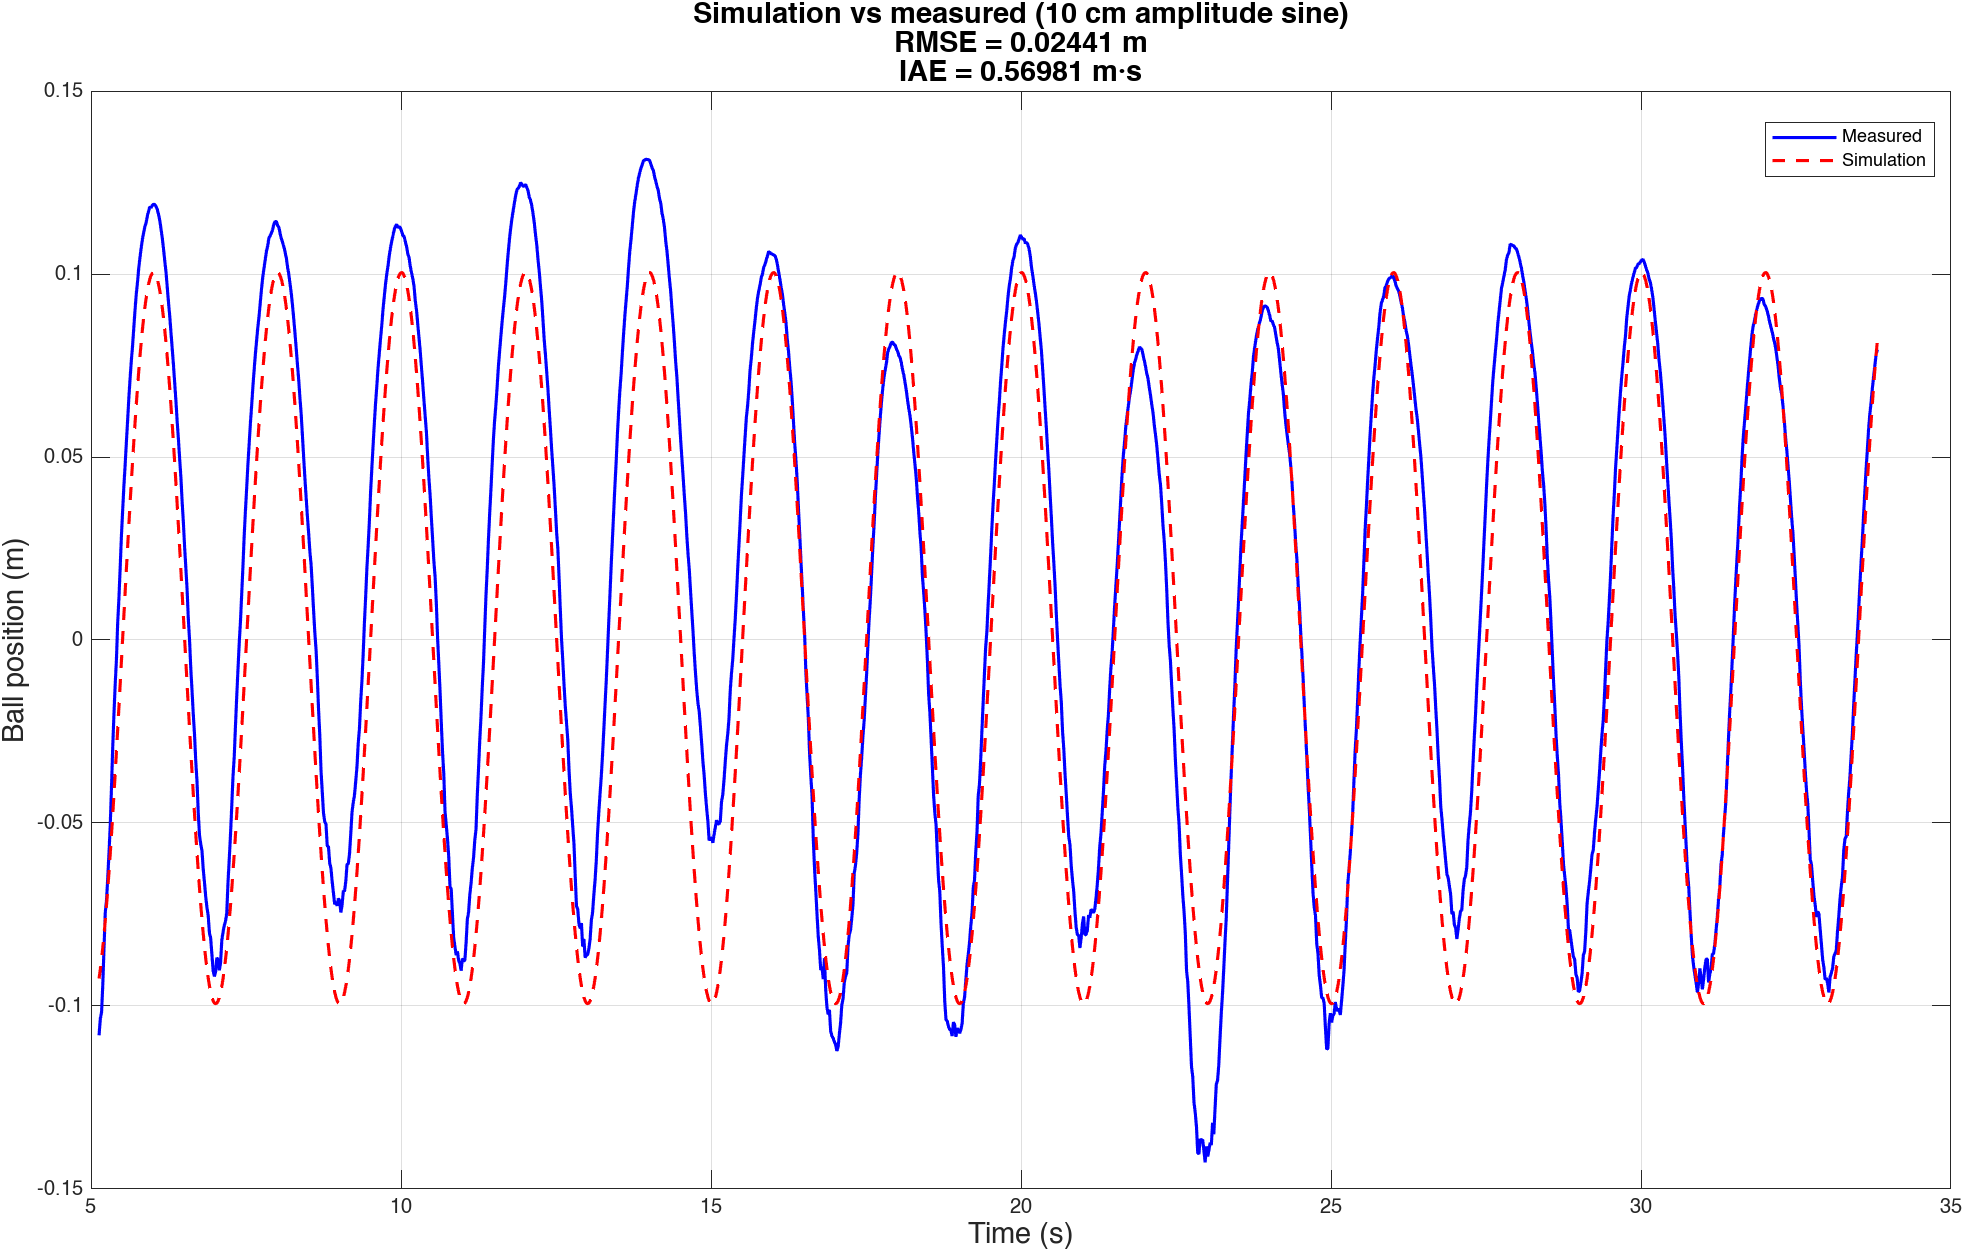 Simulation vs measured (10 cm amplitude sine)
RMSE = 0.02441 m
IAE = 0.56981 m·s
0.15
0.1
0.05
0
-0.05
-0.1
-0.15
Ball position (m)
Measured
Simulation
5
10
15
20
25
30
35
Time (s)